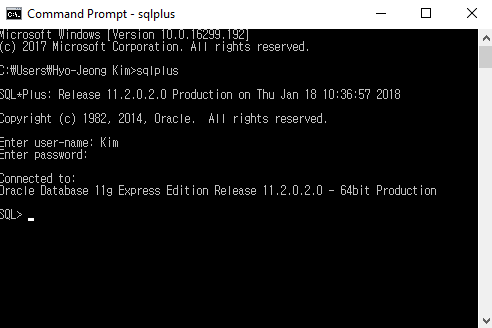 Command Prompt - sqlplus
Microsoft Windows [Version 10.0.16299.192]
(c) 2017 Microsoft Corporation. All rights reserved.
C:₩Users₩Hyo-Jeong Kim>sqlplus
SQL*Plus: Release 11.2.0.2.0 Production on Thu Jan 18 10:36:57 2018
Copyright (c) 1982, 2014, Oracle.  All rights reserved.
Enter user-name: Kim
Enter password:
Connected to:
Oracle Database 11g Express Edition Release 11.2.0.2.0 - 64bit Production
SQL> _